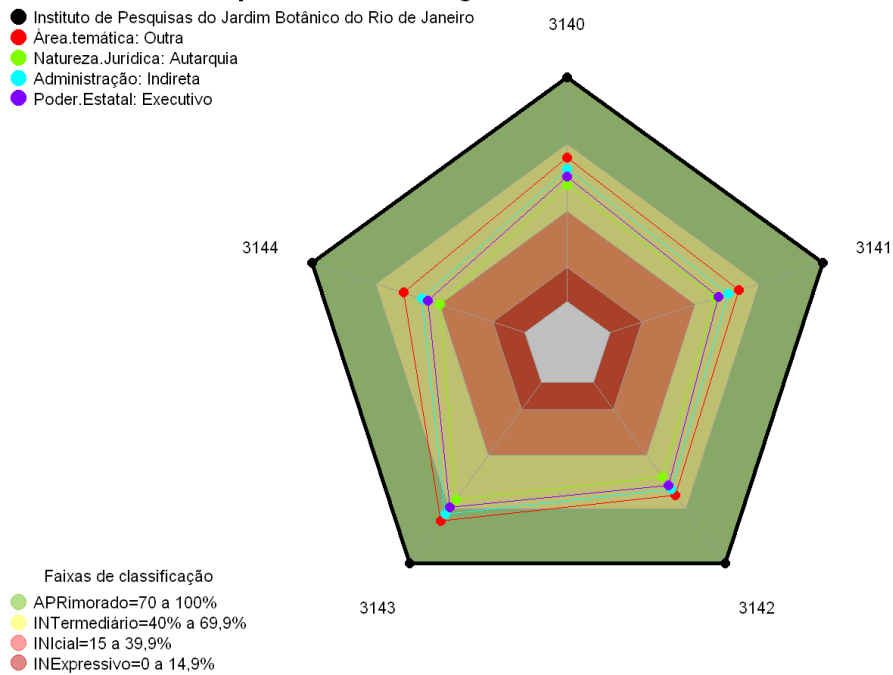 Instituto de Pesquisas do Jardim Botânico do Rio de Janeiro
Área.temática: Outra
Natureza.Jurídica: Autarquia
Administração: Indireta
Poder.Estatal: Executivo
3140
3144
3141
3143
3142
Faixas de classificação
APRimorado=70 a 100%
INTermediário=40% a 69,9%
INIcial=15 a 39,9%
INExpressivo=0 a 14,9%